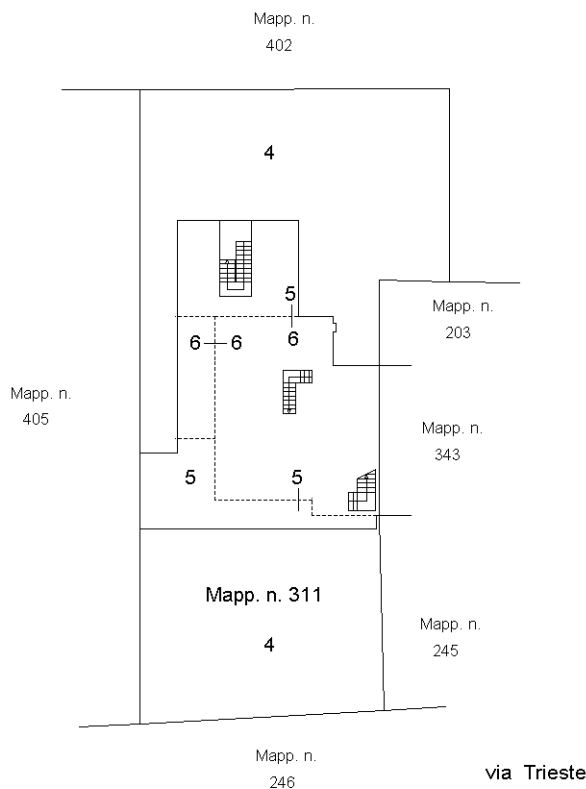 Mapp. n.
402
4
5
Mapp. n.
203
6 6 6
Mapp. n.
405
Mapp. n.
343
5 5
Mapp. n. 311
Mapp. n.
245
4
Mapp. n.
246
via Trieste